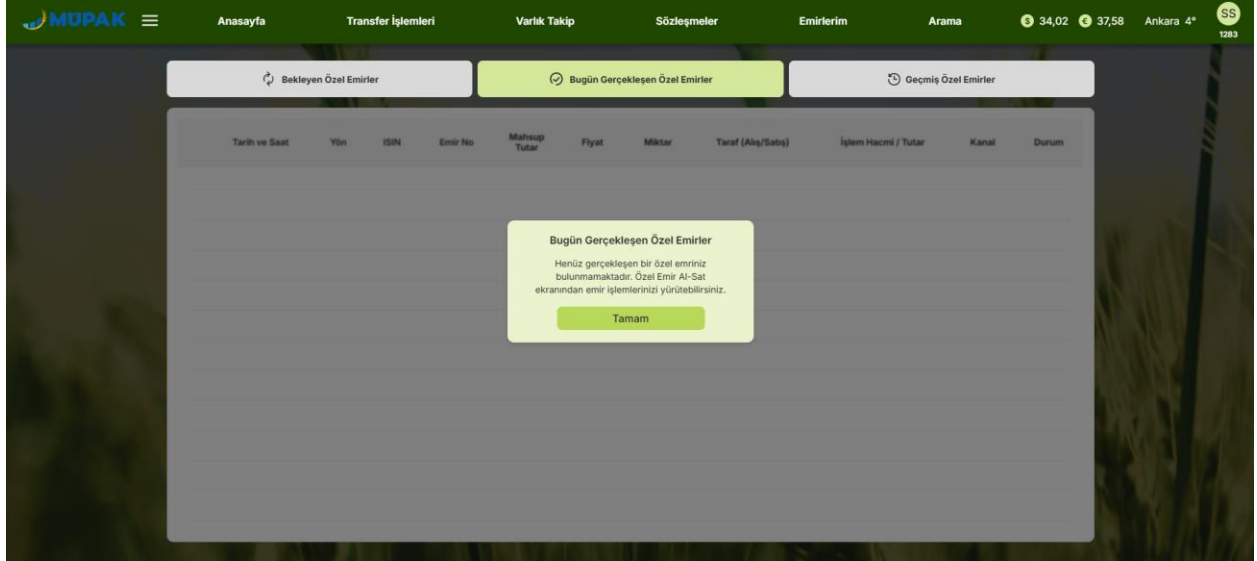 MÜPAK
Anasayfa
Transfer İşlemleri
Varlık Takip
Sözleşmeler
Emirlerim
Arama
$ 34,02 € 37,58
Ankara 4°
SS
1283
Bekleyen Özel Emirler
Bugün Gerçekleşen Özel Emirler
Geçmiş Özel Emirler
Tarih ve Saat
Yön
ISIN
Emir No
Mahsup
Tutar
Fiyat
Miktar
Taraf (Alış/Satış)
İşlem Hacmi / Tutar
Kanal
Durum
Bugün Gerçekleşen Özel Emirler
Henüz gerçekleşen bir özel emriniz
bulunmamaktadır. Özel Emir Al-Sat
ekranından emir işlemlerinizi yürütebilirsiniz.
Tamam